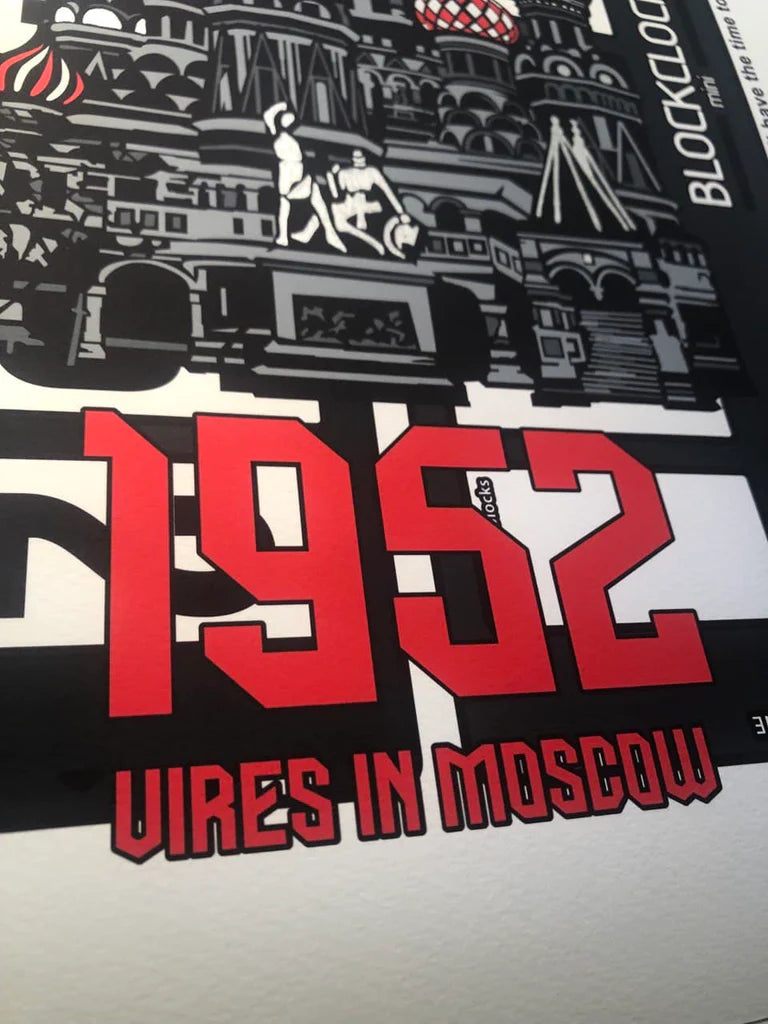 BLOCKCLOCK
mini
have the time to
1952
VIRES IN MOSCOW